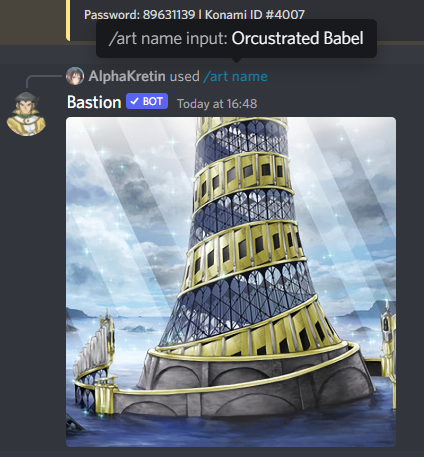 Password: 89631139 | Konami ID #4007
/art name input: Orcustrated Babel
AlphaKretin used /art name
Bastion ✓ BOT Today at 16:48